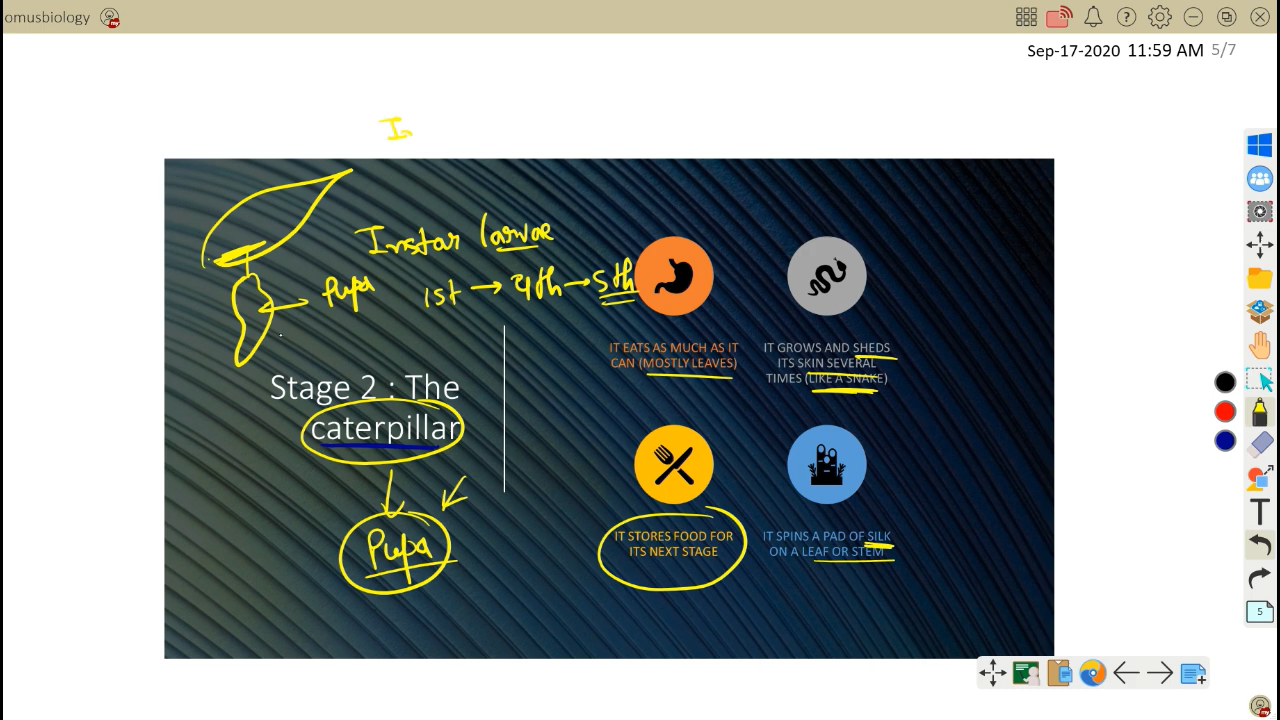 omusbiology
Sep-17-2020 11:59 AM 5/7
I
Instar larvae
Pupa
1st → 4th → 5th
Stage 2 : The
caterpillar
Pupa
IT EATS AS MUCH AS IT
CAN (MOSTLY LEAVES)
IT GROWS AND SHEDS
ITS SKIN SEVERAL
TIMES (LIKE A SNAKE)
IT STORES FOOD FOR
ITS NEXT STAGE
IT SPINS A PAD OF SILK
ON A LEAF OR STEM
5